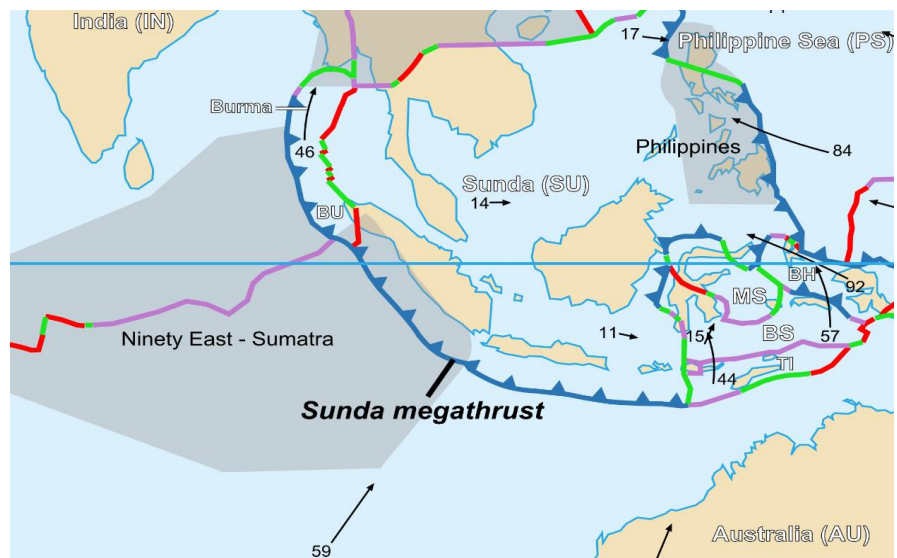 India (IN)
17
Philippine Sea (PS)
Burma
46
Philippines
84
Sunda (SU)
14
BU
BH
92
MS
Ninety East - Sumatra
11
15
BS
57
TI
44
Sunda megathrust
Australia (AU)
59